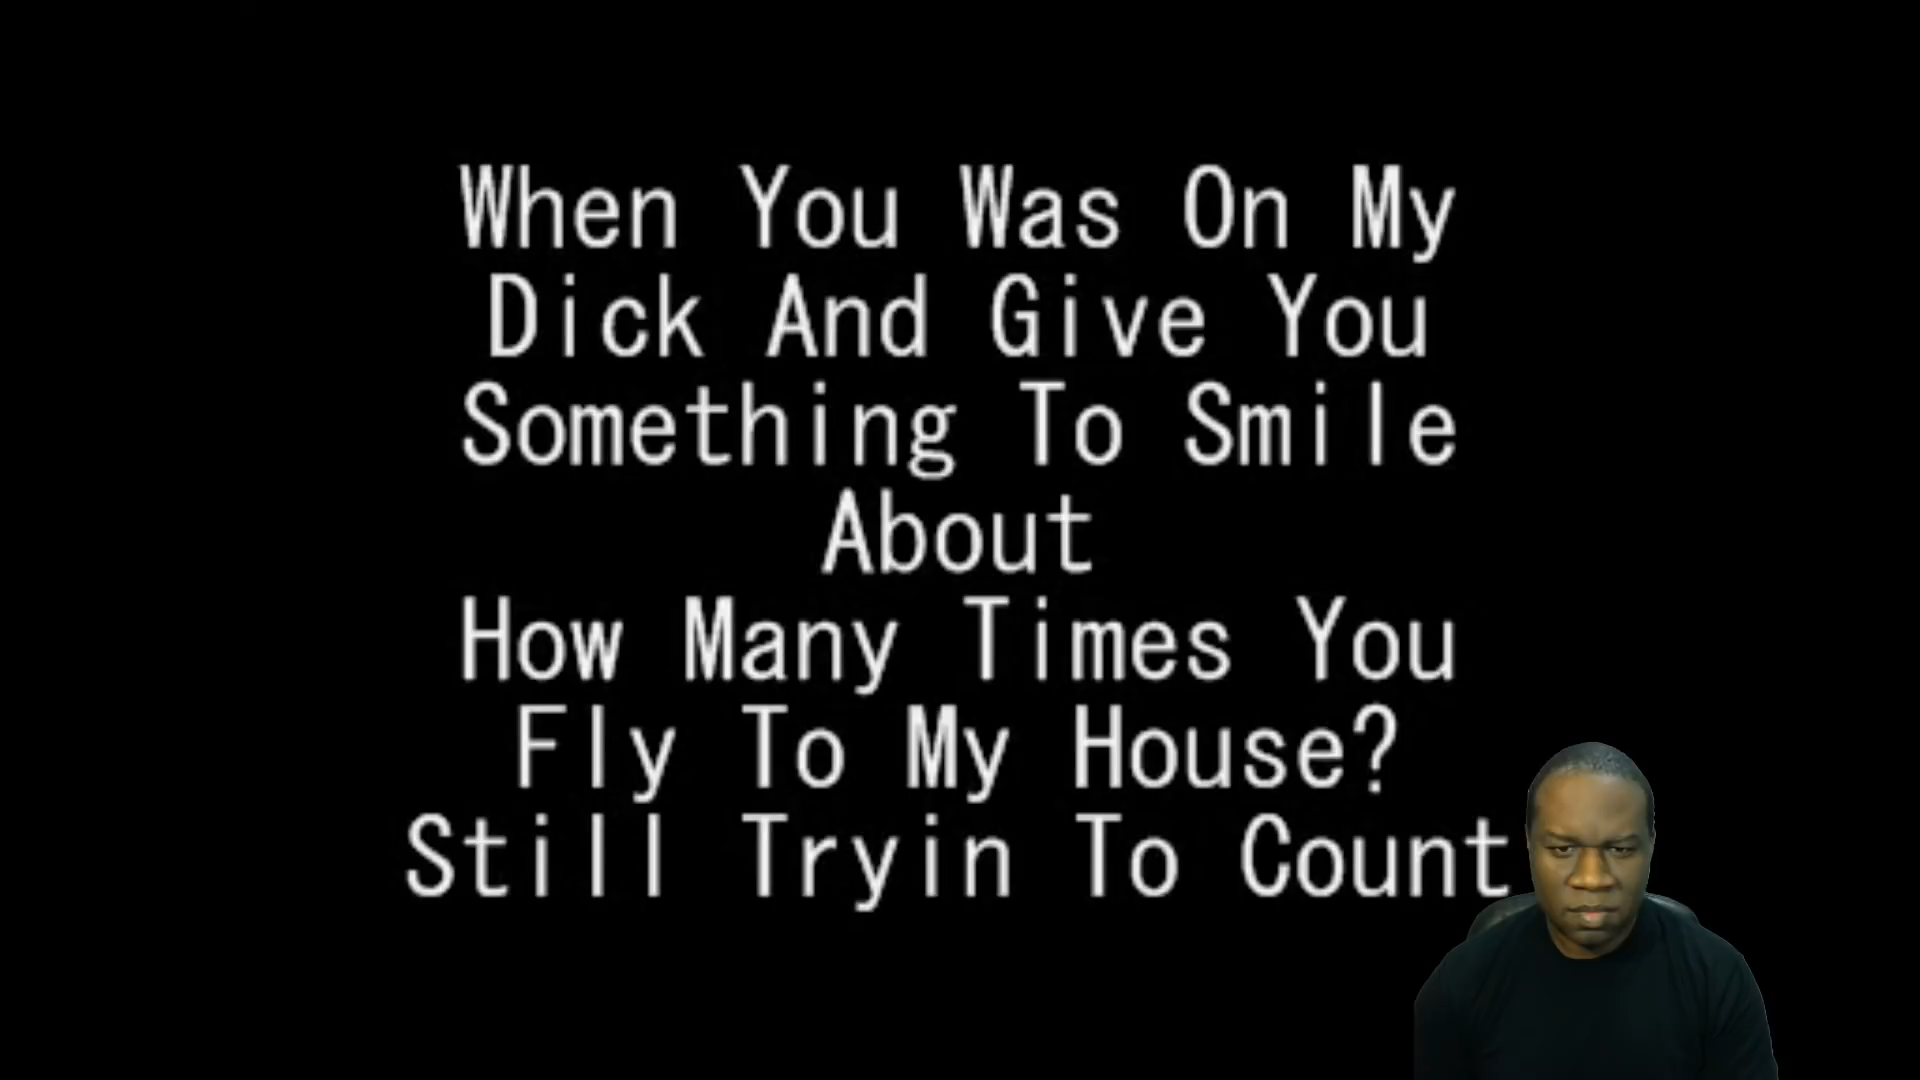 When You Was On My
Dick And Give You
Something To Smile
About
How Many Times You
Fly To My House?
Still Tryin To Count